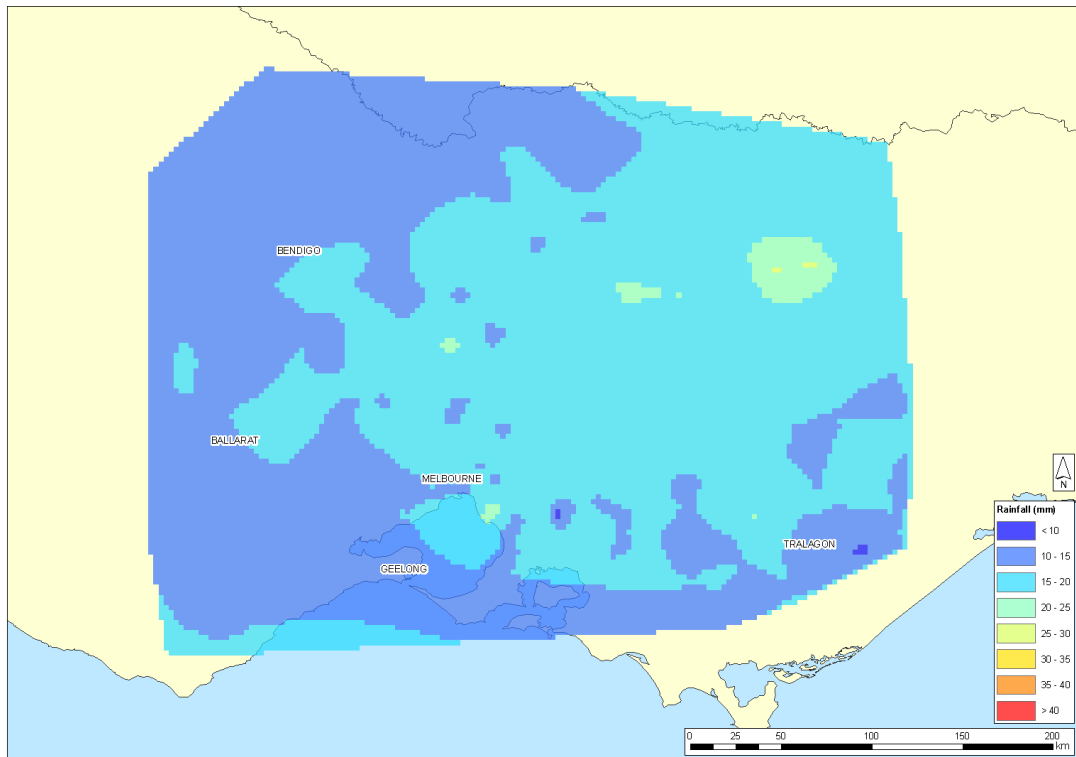 BENDIGO
BALLARAT
MELBOURNE
GEELONG
TRALAGON
N
Rainfall (mm)
< 10
10 - 15
15 - 20
20 - 25
25 - 30
30 - 35
35 - 40
> 40
0 25 50 100 150 200
km